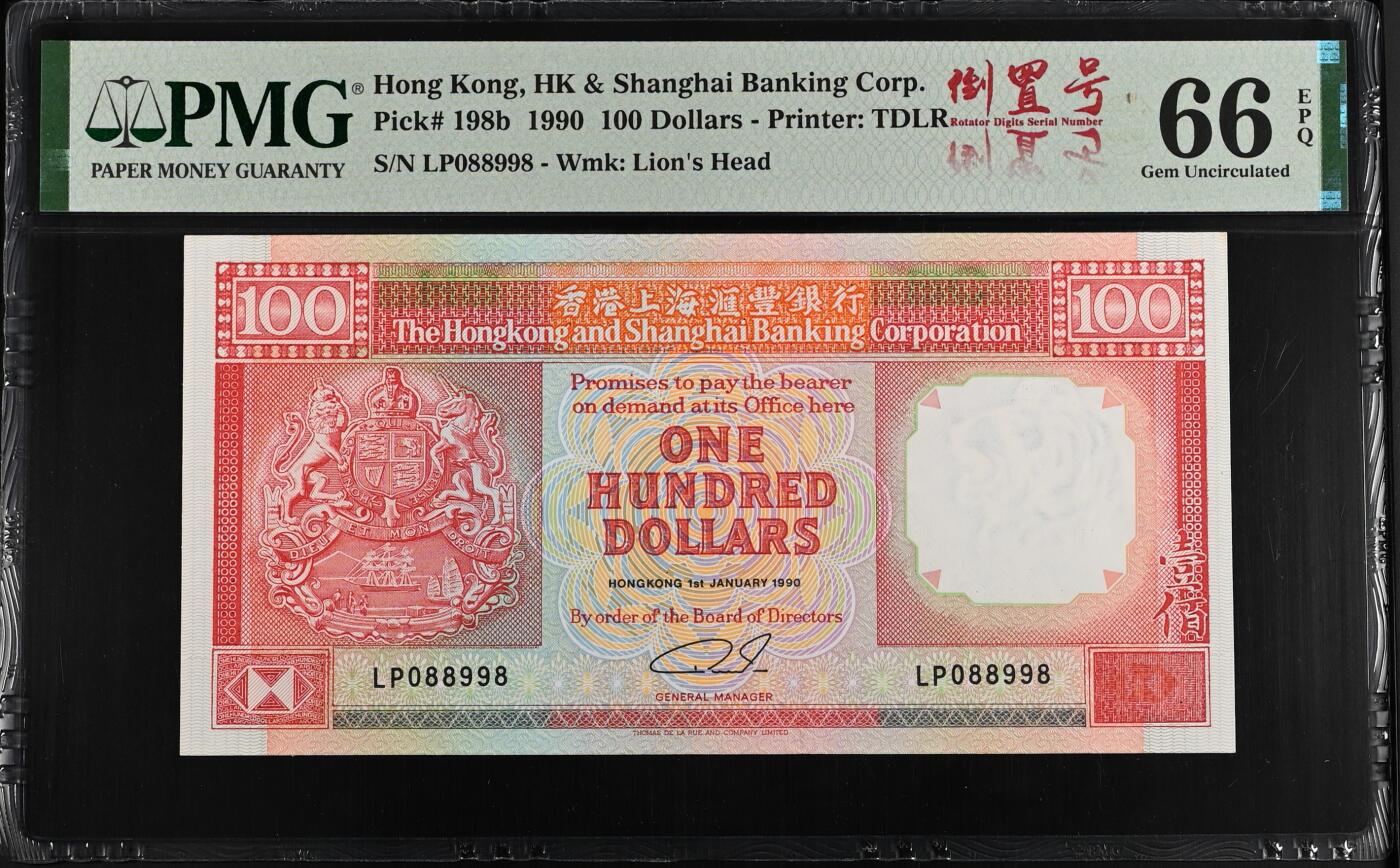 PMG®
PAPER MONEY GUARANTY
Hong Kong, HK & Shanghai Banking Corp.
Pick# 198b 1990 100 Dollars - Printer: TDLR
S/N LP088998 - Wmk: Lion's Head
倒置号
Rotator Digits Serial Number
66
EPQ
Gem Uncirculated
100
香港上海滙豐銀行
The Hongkong and Shanghai Banking Corporation
100
Promises to pay the bearer
on demand at its Office here
ONE
HUNDRED
DOLLARS
HONGKONG 1st JANUARY 1990
By order of the Board of Directors
GENERAL MANAGER
DIEU ET MON DROIT
壹佰
LP088998
LP088998
THOMAS DE LA RUE AND COMPANY LIMITED